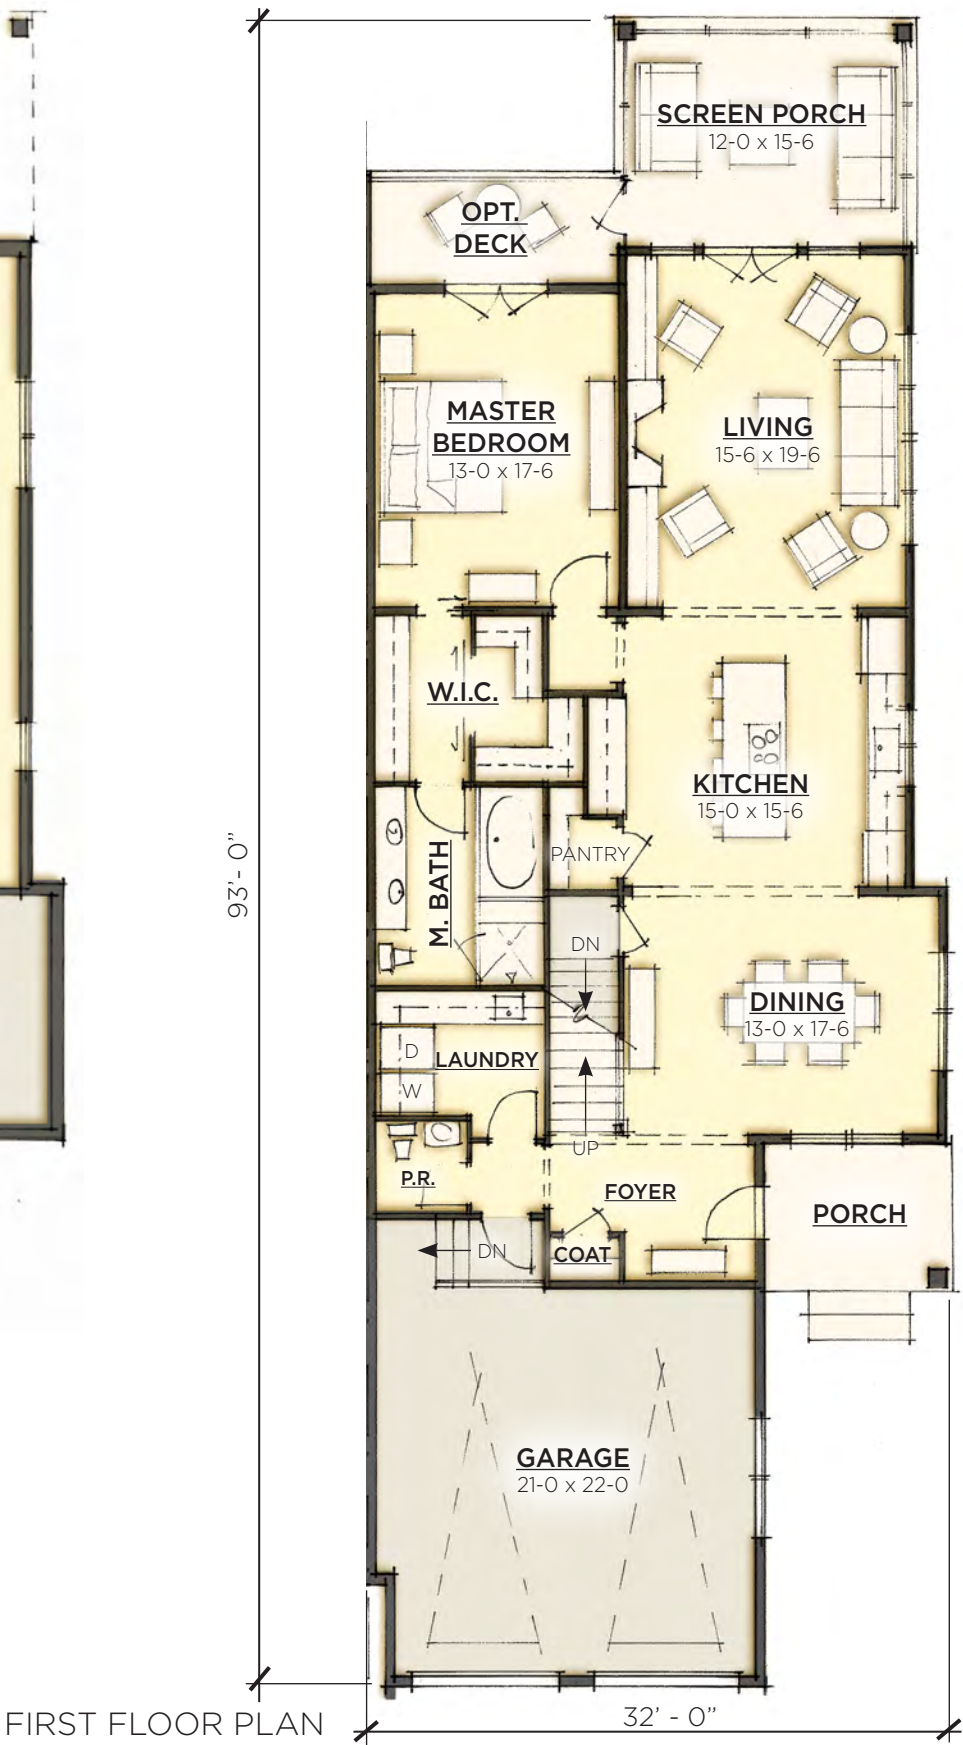 SCREEN PORCH
12-0 x 15-6
OPT.
DECK
MASTER
BEDROOM
13-0 x 17-6
LIVING
15-6 x 19-6
W.I.C.
KITCHEN
15-0 x 15-6
93'- 0"
M. BATH
PANTRY
DN
DINING
13-0 x 17-6
D
LAUNDRY
W
UP
P.R.
FOYER
PORCH
DN
COAT
GARAGE
21-0 x 22-0
FIRST FLOOR PLAN
32' - 0"